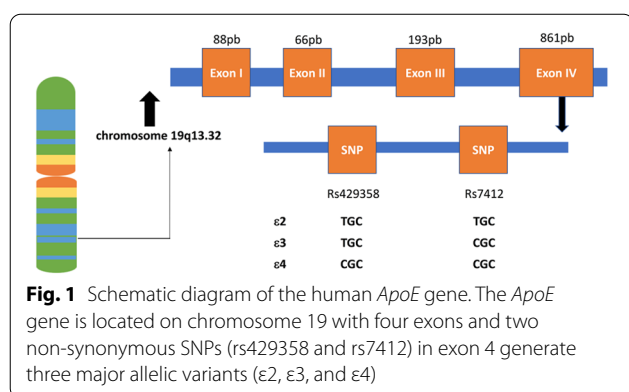 88pb 66pb 193pb 861pb
Exon I Exon II Exon III Exon IV
chromosome 19q13.32
SNP SNP
Rs429358 Rs7412
ε2 TGC TGC
ε3 TGC CGC
ε4 CGC CGC
Fig. 1 Schematic diagram of the human ApoE gene. The ApoE
gene is located on chromosome 19 with four exons and two
non-synonymous SNPs (rs429358 and rs7412) in exon 4 generate
three major allelic variants (ε2, ε3, and ε4)